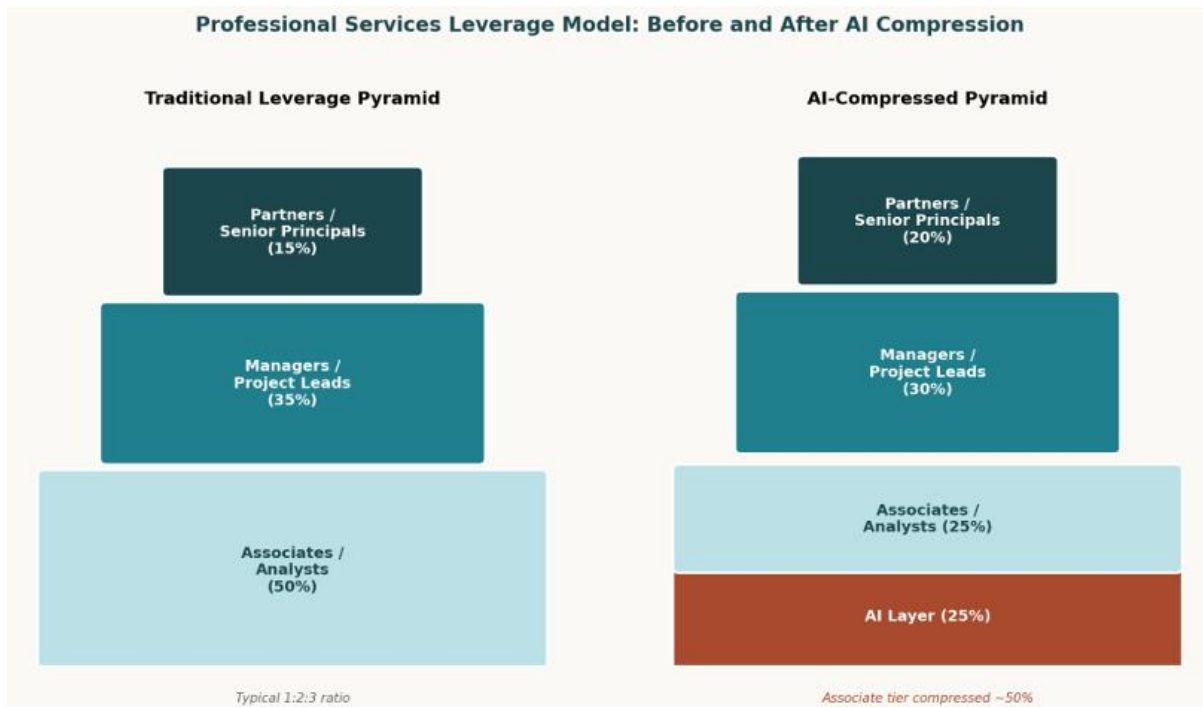 Professional Services Leverage Model: Before and After AI Compression
Traditional Leverage Pyramid
Partners /
Senior Principals
(15%)
Managers /
Project Leads
(35%)
Associates /
Analysts
(50%)
Typical 1:2:3 ratio
AI-Compressed Pyramid
Partners /
Senior Principals
(20%)
Managers /
Project Leads
(30%)
Associates /
Analysts (25%)
AI Layer (25%)
Associate tier compressed ~50%